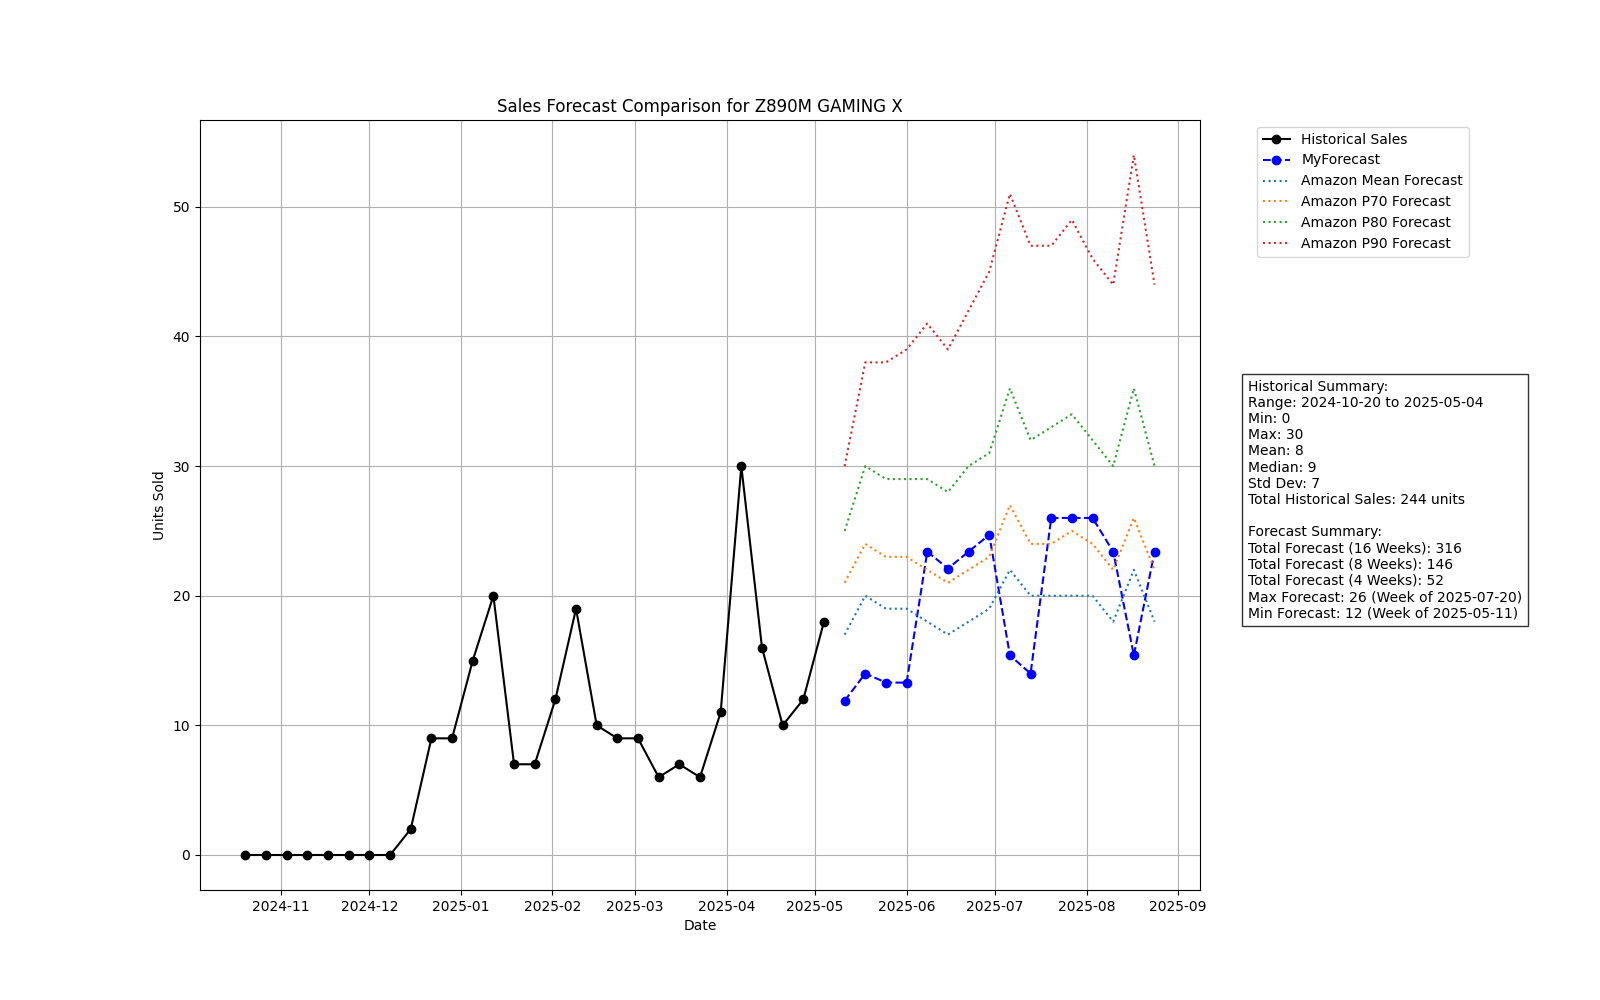 Sales Forecast Comparison for Z890M GAMING X
Historical Sales
MyForecast
Amazon Mean Forecast
Amazon P70 Forecast
Amazon P80 Forecast
Amazon P90 Forecast
Units Sold
50
40
30
20
10
0
Historical Summary:
Range: 2024-10-20 to 2025-05-04
Min: 0
Max: 30
Mean: 8
Median: 9
Std Dev: 7
Total Historical Sales: 244 units
Forecast Summary:
Total Forecast (16 Weeks): 316
Total Forecast (8 Weeks): 146
Total Forecast (4 Weeks): 52
Max Forecast: 26 (Week of 2025-07-20)
Min Forecast: 12 (Week of 2025-05-11)
2024-11 2024-12 2025-01 2025-02 2025-03 2025-04 2025-05 2025-06 2025-07 2025-08 2025-09
Date